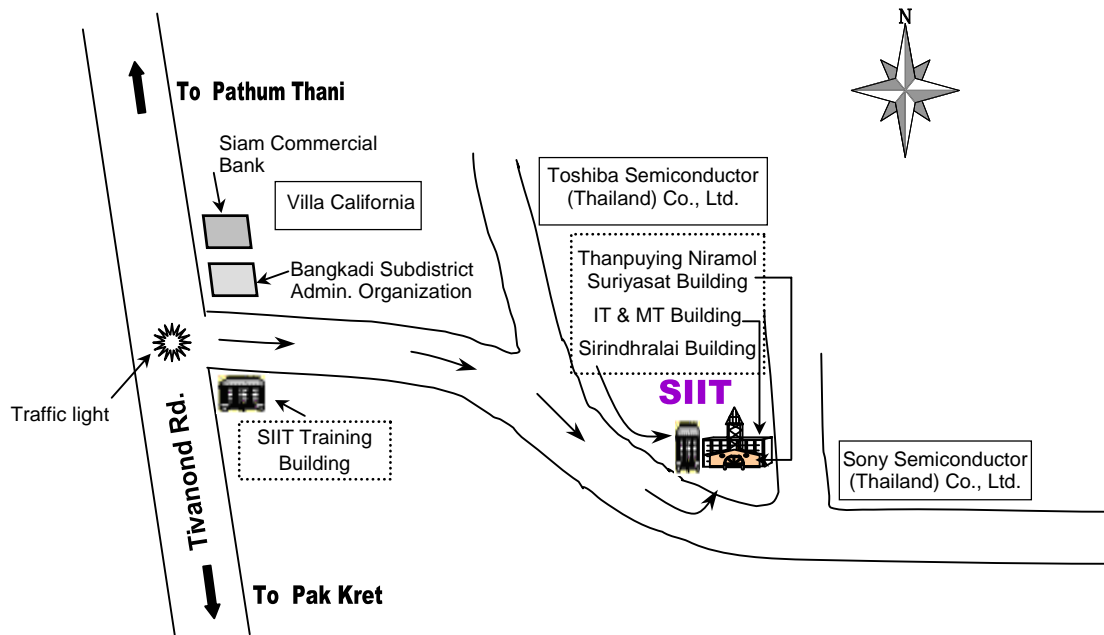 N
To Pathum Thani
Siam Commercial
Bank
Villa California
Toshiba Semiconductor
(Thailand) Co., Ltd.
Bangkadi Subdistrict
Admin. Organization
Thanpuying Niramol
Suriyasat Building
IT & MT Building
Sirindhralai Building
SIIT
Traffic light
Tivanond Rd.
SIIT Training
Building
Sony Semiconductor
(Thailand) Co., Ltd.
To Pak Kret